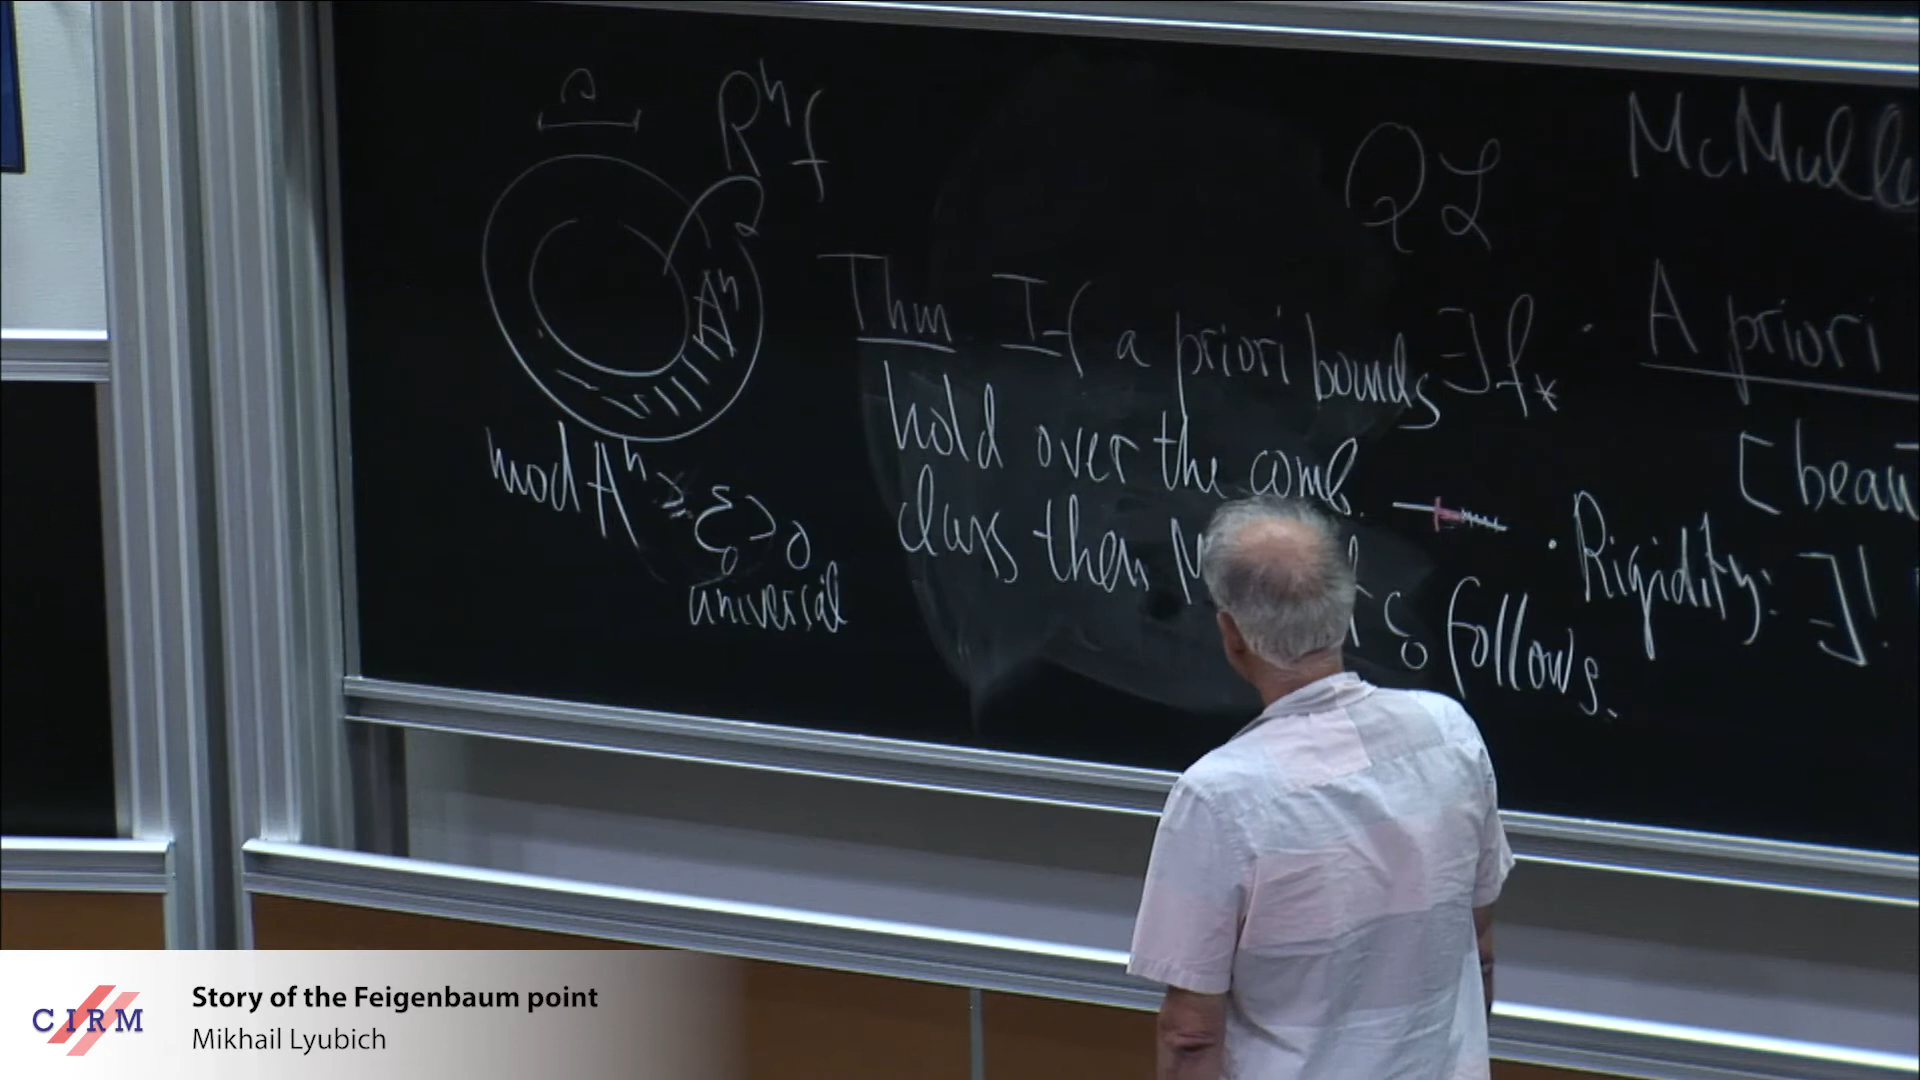 Rⁿf
Aⁿ
mod Aⁿ ≥ ξ > 0
universal
Thm If a priori bounds
hold over the comb.
class then
follows.
∃ f*
QL
McMulle
· A priori
[beau
· Rigidity: ∃!
CIRM
Story of the Feigenbaum point
Mikhail Lyubich